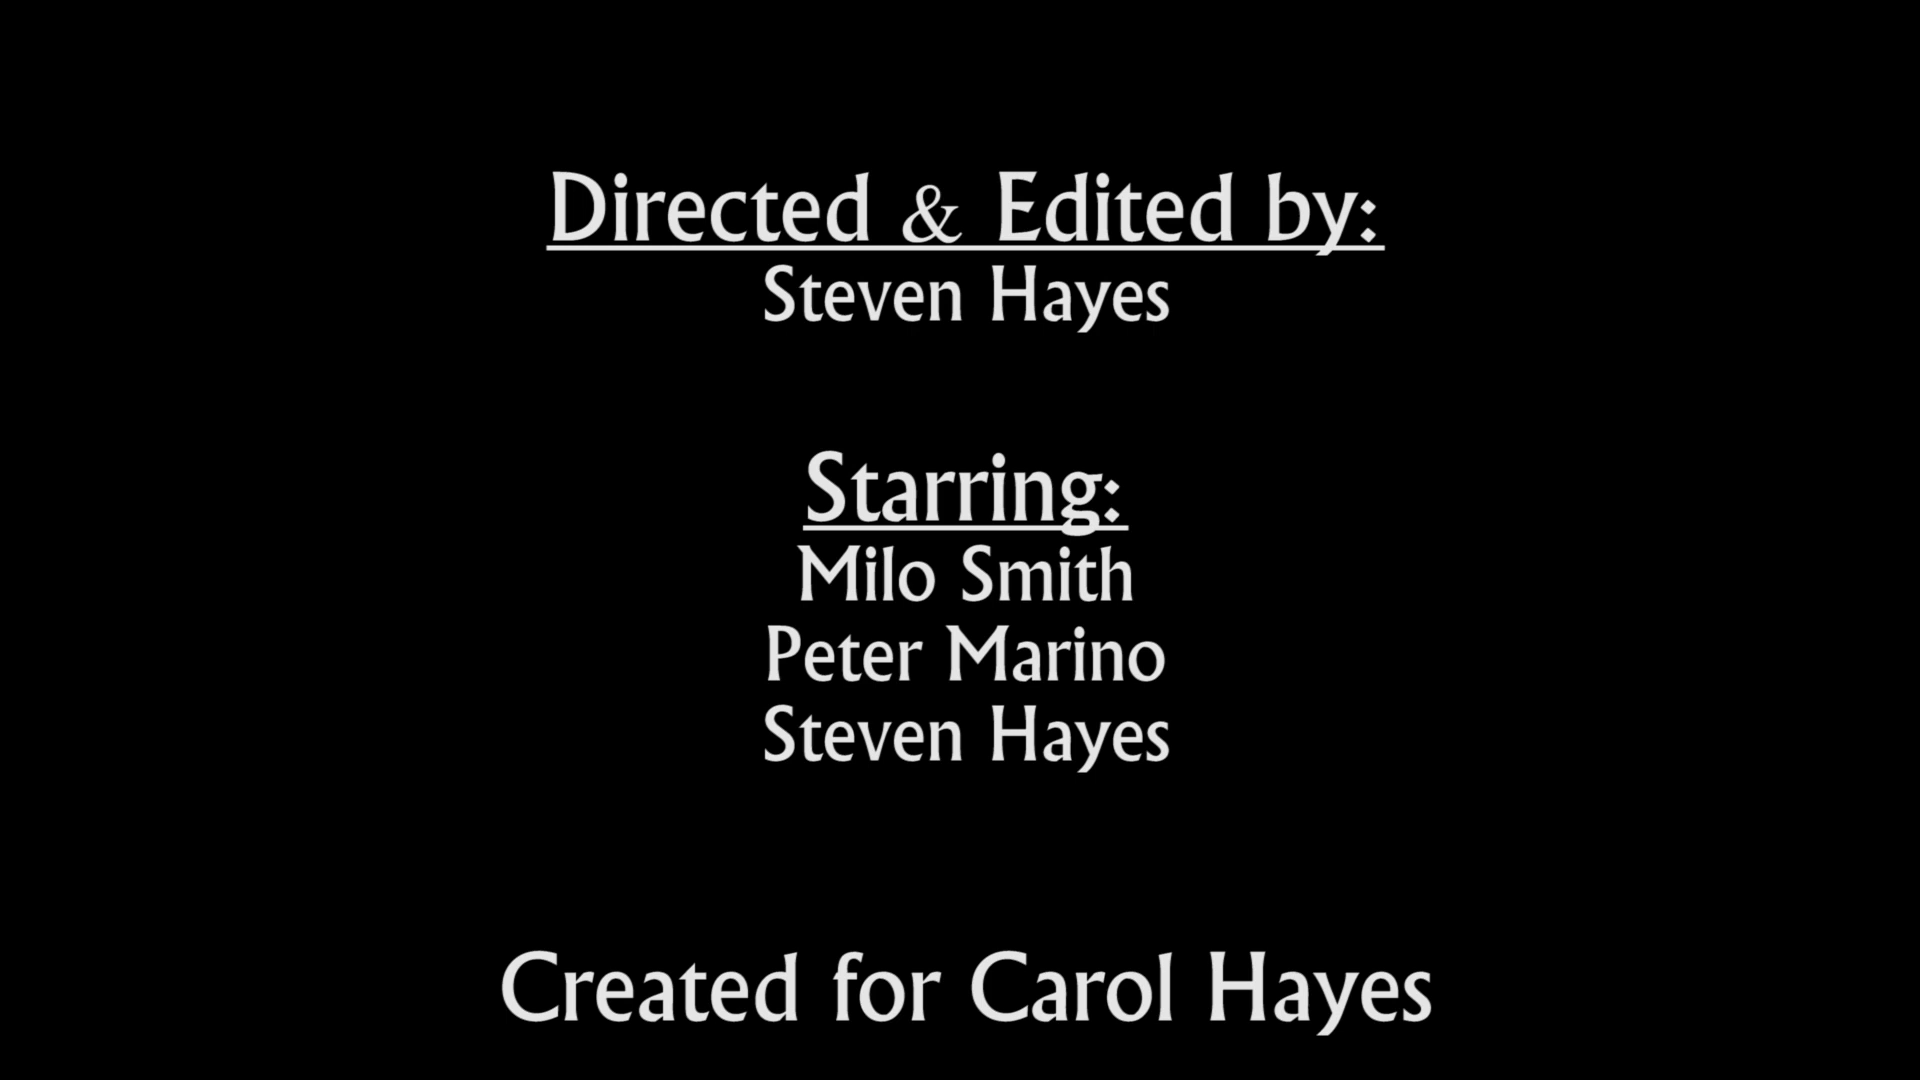 Directed & Edited by:
Steven Hayes
Starring:
Milo Smith
Peter Marino
Steven Hayes
Created for Carol Hayes